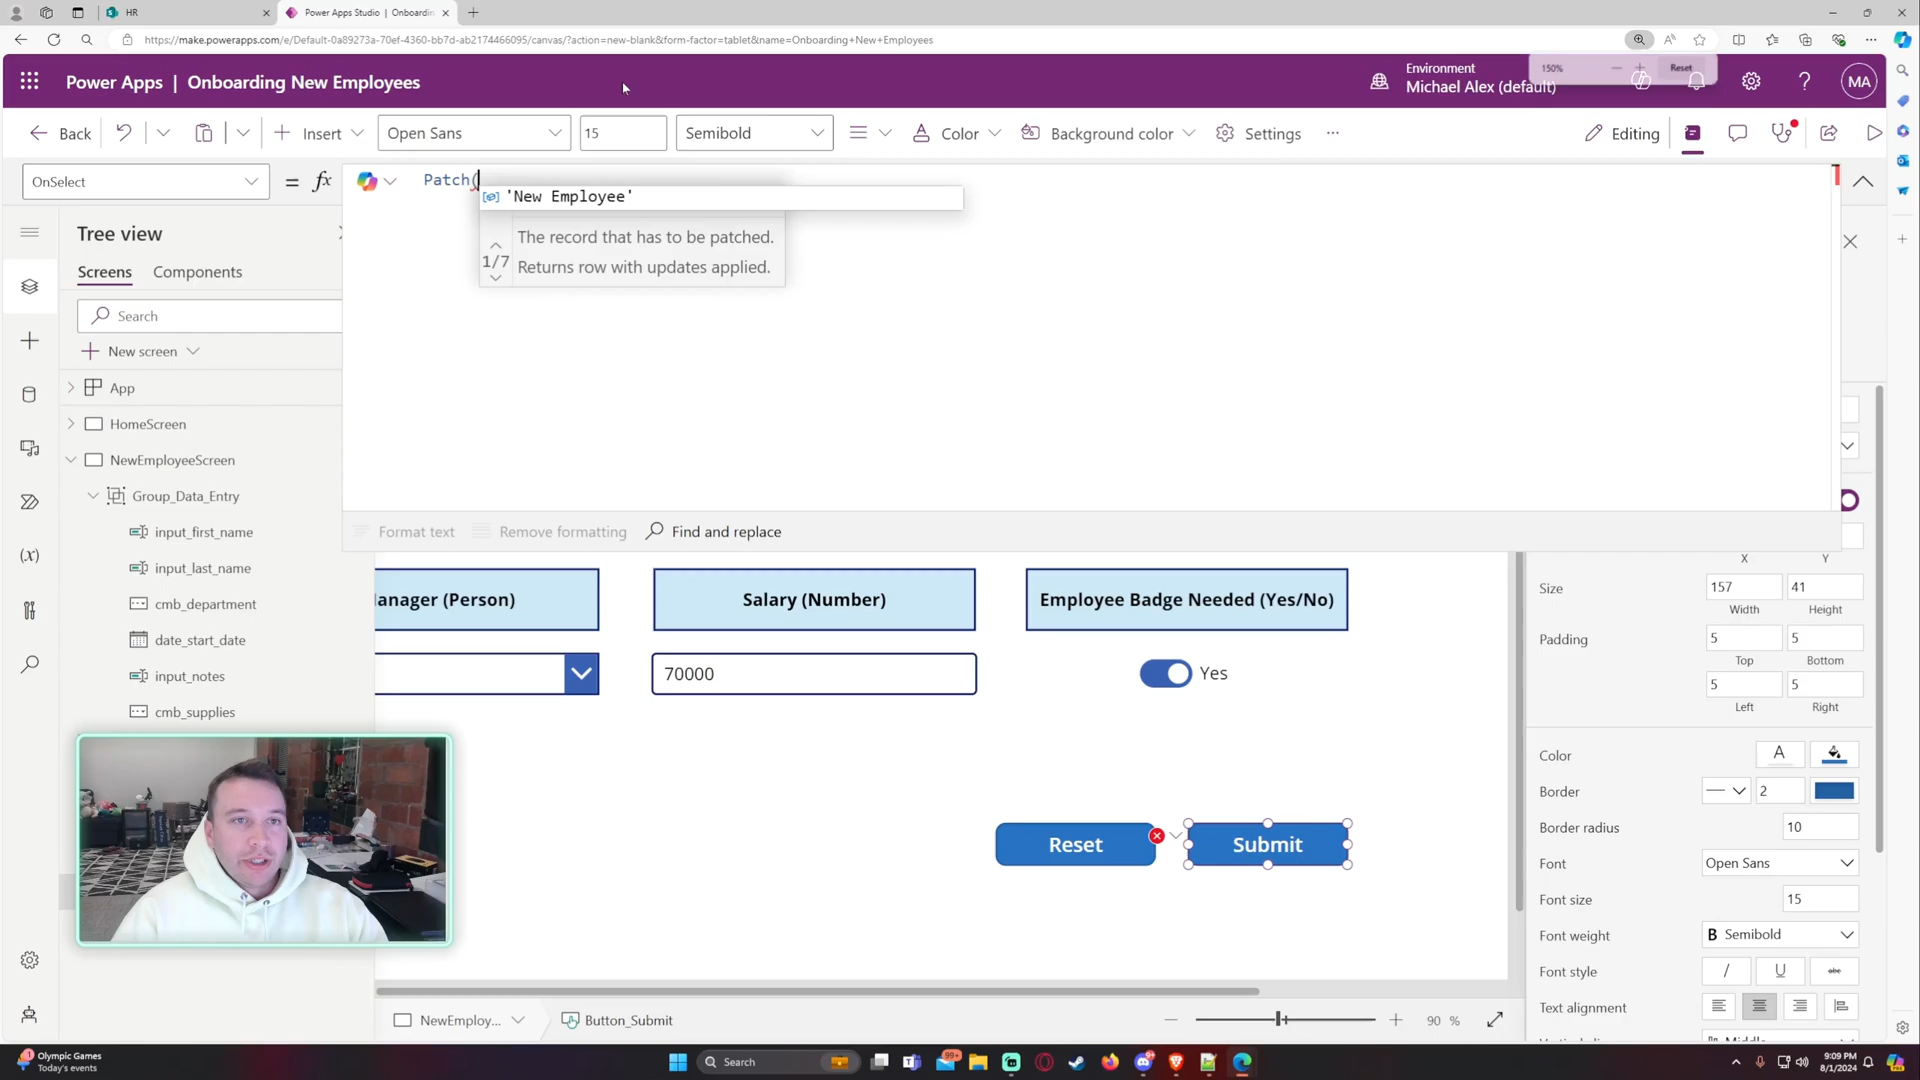 HR
Power Apps Studio | Onboardin
https://make.powerapps.com/e/Default-0a89273a-70ef-4360-bb7d-ab2174466095/canvas/?action=new-blank&form-factor=tablet&name=Onboarding+New+Employees
Power Apps | Onboarding New Employees
Environment
Michael Alex (default)
150%
Reset
MA
Back
Insert
Open Sans
15
Semibold
Color
Background color
Settings
Editing
OnSelect
=
fx
Patch(
'New Employee'
The record that has to be patched.
1/7
Returns row with updates applied.
Tree view
Screens
Components
Search
New screen
App
HomeScreen
NewEmployeeScreen
Group_Data_Entry
input_first_name
input_last_name
cmb_department
date_start_date
input_notes
cmb_supplies
(x)
Format text
Remove formatting
Find and replace
anager (Person)
Salary (Number)
Employee Badge Needed (Yes/No)
70000
Yes
Reset
Submit
X
Y
Size
157
41
Width
Height
Padding
5
5
Top
Bottom
5
5
Left
Right
Color
A
Border
2
Border radius
10
Font
Open Sans
Font size
15
Font weight
B Semibold
Font style
/
U
abc
Text alignment
Middle
NewEmploy...
Button_Submit
90 %
Olympic Games
Today's events
Search
99+
9:09 PM
8/1/2024